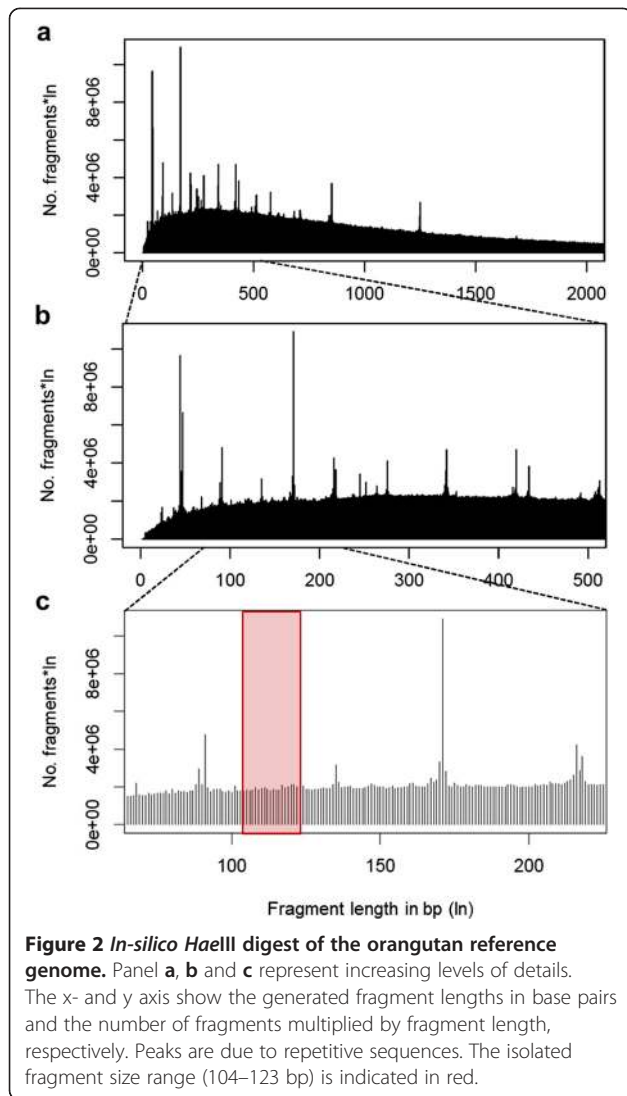 a
No. fragments*ln
8e+06
4e+06
0e+00
0 500 1000 1500 2000
b
No. fragments*ln
8e+06
4e+06
0e+00
0 100 200 300 400 500
c
No. fragments*ln
8e+06
4e+06
0e+00
100 150 200
Fragment length in bp (ln)
Figure 2 In-silico HaeIII digest of the orangutan reference
genome. Panel a, b and c represent increasing levels of details.
The x- and y axis show the generated fragment lengths in base pairs
and the number of fragments multiplied by fragment length,
respectively. Peaks are due to repetitive sequences. The isolated
fragment size range (104–123 bp) is indicated in red.